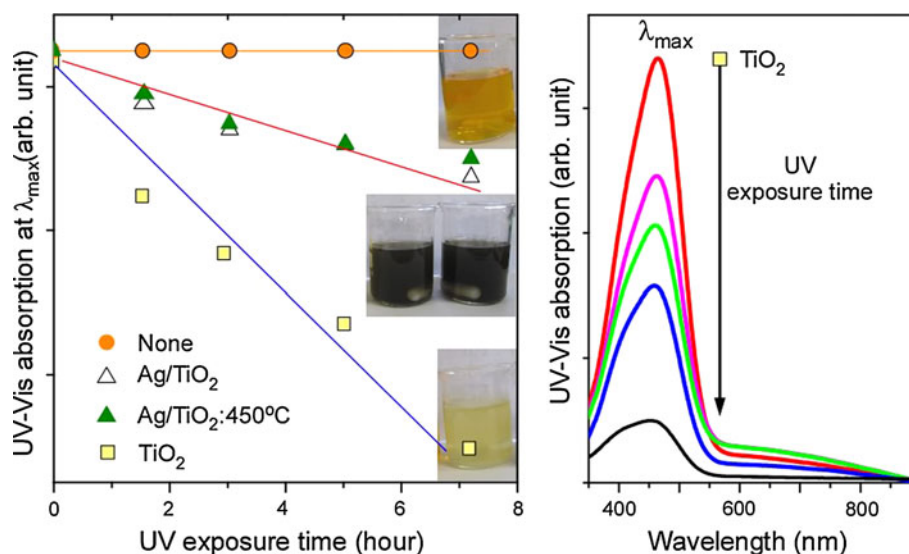 UV-Vis absorption at λmax(arb. unit)
None
Ag/TiO2
Ag/TiO2:450ºC
TiO2
0 2 4 6 8
UV exposure time (hour)
UV-Vis absorption (arb. unit)
λmax
TiO2
UV
exposure time
400 600 800
Wavelength (nm)